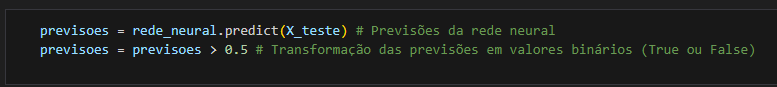 previsoes = rede_neural.predict(X_teste) # Previsões da rede neural
previsoes = previsoes > 0.5 # Transformação das previsões em valores binários (True ou False)